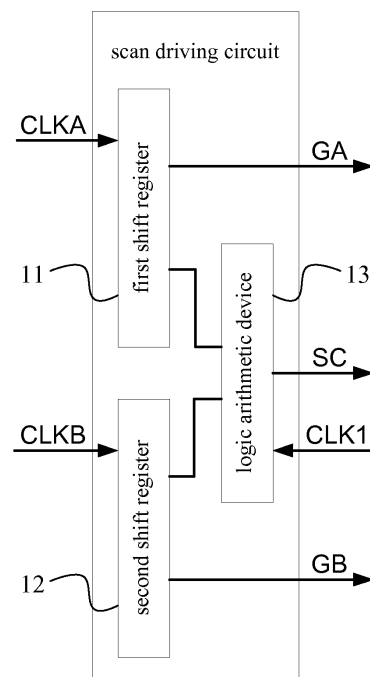 scan driving circuit
CLKA
first shift register
GA
11
13
logic arithmetic device
SC
CLKB
CLK1
second shift register
12
GB